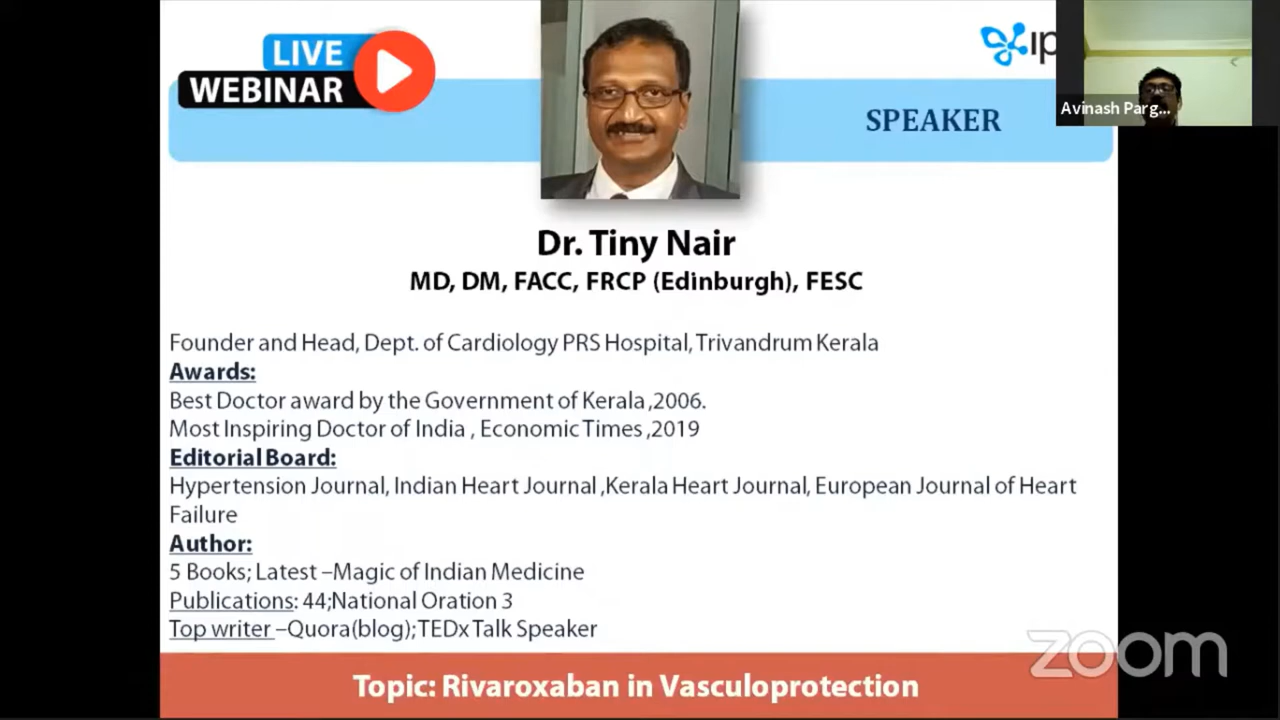 LIVE
WEBINAR
ip
SPEAKER
Avinash Parg...
Dr. Tiny Nair
MD, DM, FACC, FRCP (Edinburgh), FESC
Founder and Head, Dept. of Cardiology PRS Hospital, Trivandrum Kerala
Awards:
Best Doctor award by the Government of Kerala ,2006.
Most Inspiring Doctor of India , Economic Times ,2019
Editorial Board:
Hypertension Journal, Indian Heart Journal ,Kerala Heart Journal, European Journal of Heart
Failure
Author:
5 Books; Latest –Magic of Indian Medicine
Publications: 44;National Oration 3
Top writer –Quora(blog);TEDx Talk Speaker
zoom
Topic: Rivaroxaban in Vasculoprotection